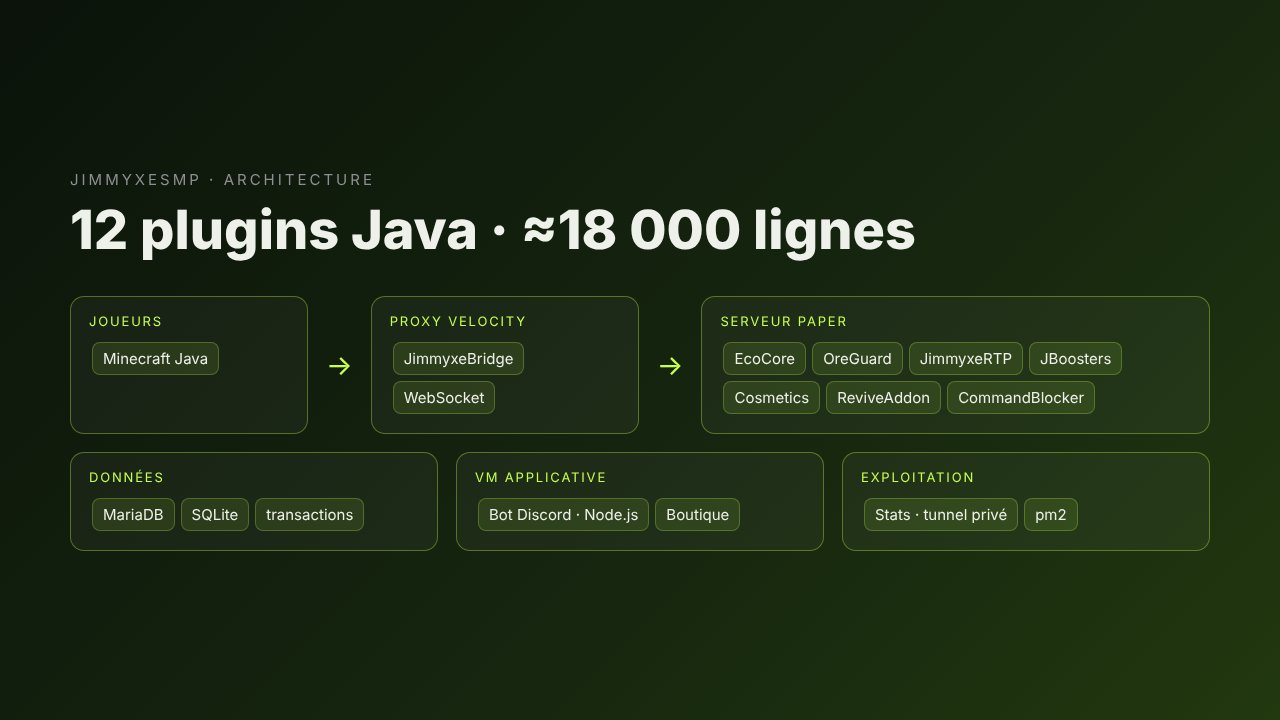 JIMMYXESMP · ARCHITECTURE
12 plugins Java · ≈18 000 lignes
JOUEURS
Minecraft Java
→
PROXY VELOCITY
JimmyxeBridge
WebSocket
→
SERVEUR PAPER
EcoCore OreGuard JimmyxeRTP JBoosters
Cosmetics ReviveAddon CommandBlocker
DONNÉES
MariaDB SQLite transactions
VM APPLICATIVE
Bot Discord · Node.js Boutique
EXPLOITATION
Stats · tunnel privé pm2